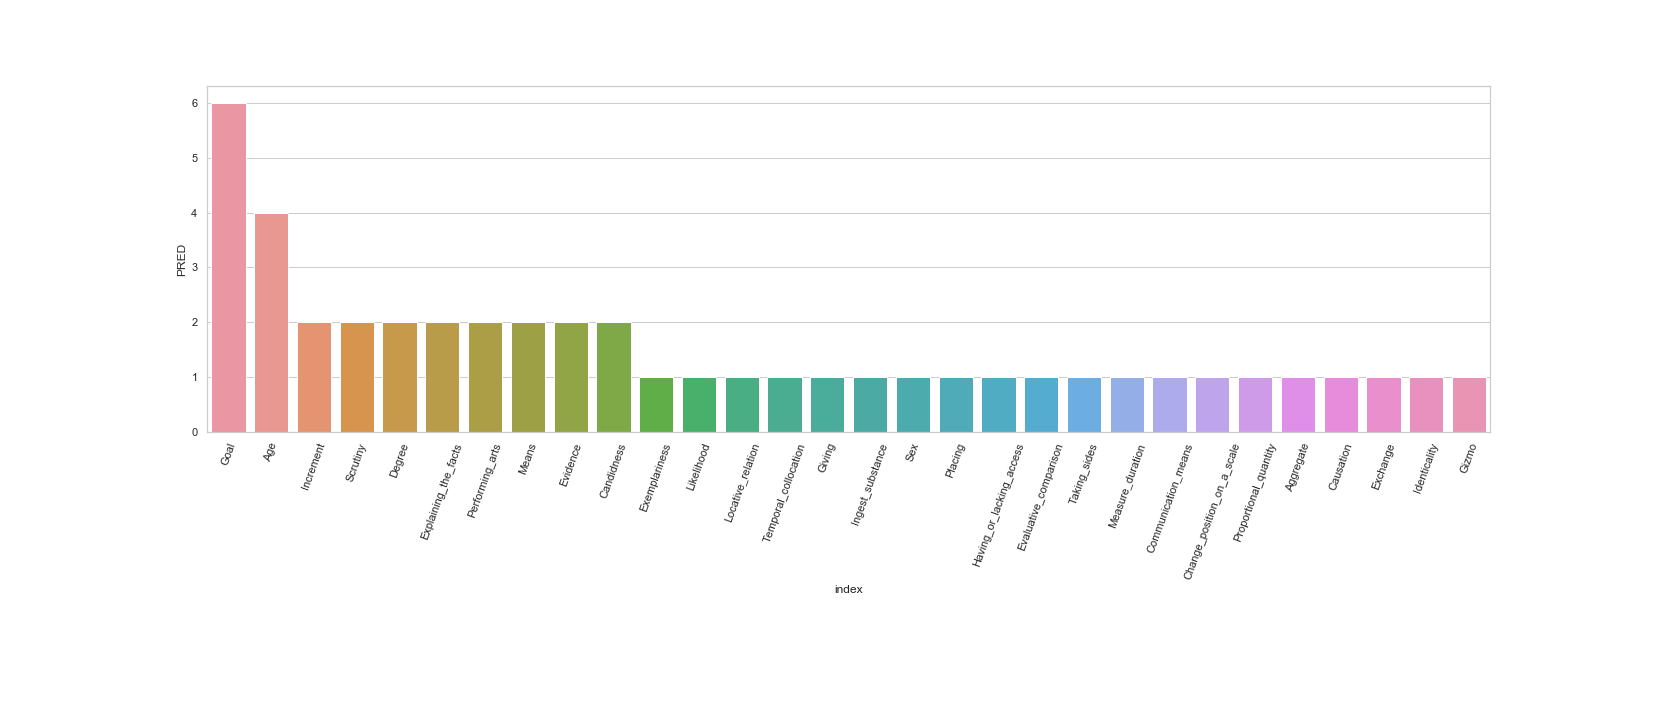 6
5
4
3
2
1
0
PRED
Goal
Age
Increment
Scrutiny
Degree
Explaining_the_facts
Performing_arts
Means
Evidence
Candidness
Exemplariness
Likelihood
Locative_relation
Temporal_collocation
Giving
Ingest_substance
Sex
Placing
Having_or_lacking_access
Evaluative_comparison
Taking_sides
Measure_duration
Communication_means
Change_position_on_a_scale
Proportional_quantity
Aggregate
Causation
Exchange
Identicality
Gizmo
index